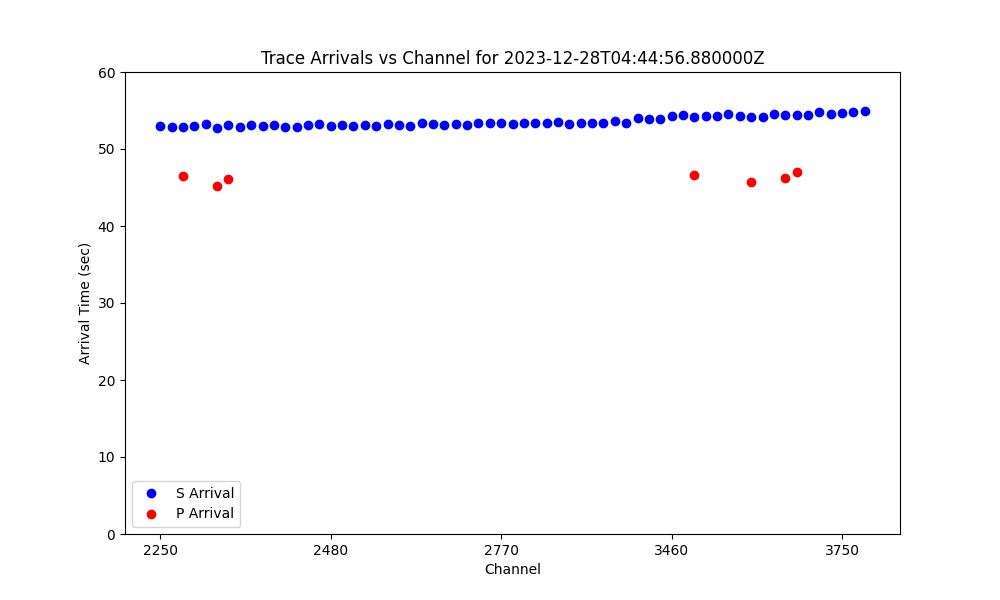 Trace Arrivals vs Channel for 2023-12-28T04:44:56.880000Z
60
50
40
30
20
10
0
Arrival Time (sec)
S Arrival
P Arrival
2250 2480 2770 3460 3750
Channel